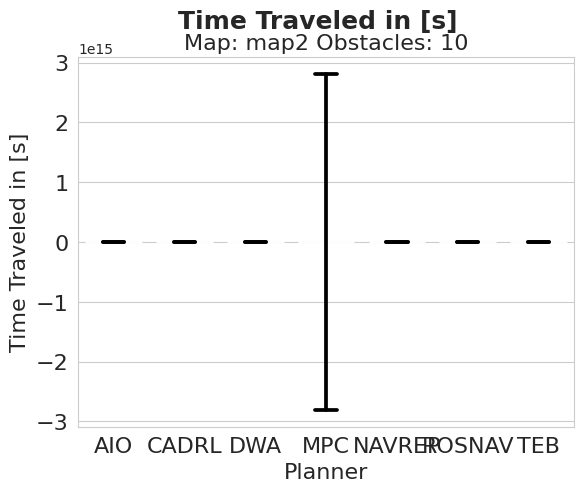 Time Traveled in [s]
Map: map2 Obstacles: 10
1e15
Time Traveled in [s]
3
2
1
0
−1
−2
−3
AIO CADRL DWA MPC NAVREP ROSNAV TEB
Planner